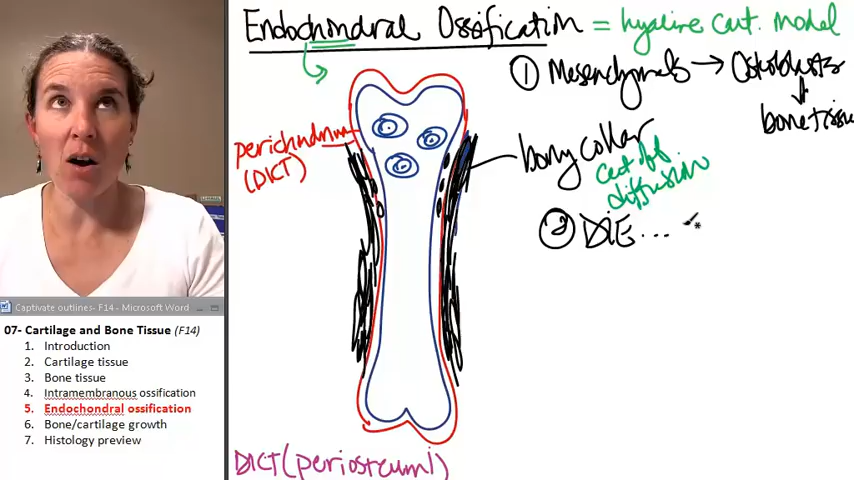 Endochondral Ossification = hyaline cart. model
① Mesenchymals → Osteoblasts
↓
bone tissue
perichondrium
(DICT)
bony collar
cut off
diffusion
② DIE ...
DICT (periosteum)
Captivate outlines- F14 - Microsoft Word
07- Cartilage and Bone Tissue (F14)
1. Introduction
2. Cartilage tissue
3. Bone tissue
4. Intramembranous ossification
5. Endochondral ossification
6. Bone/cartilage growth
7. Histology preview